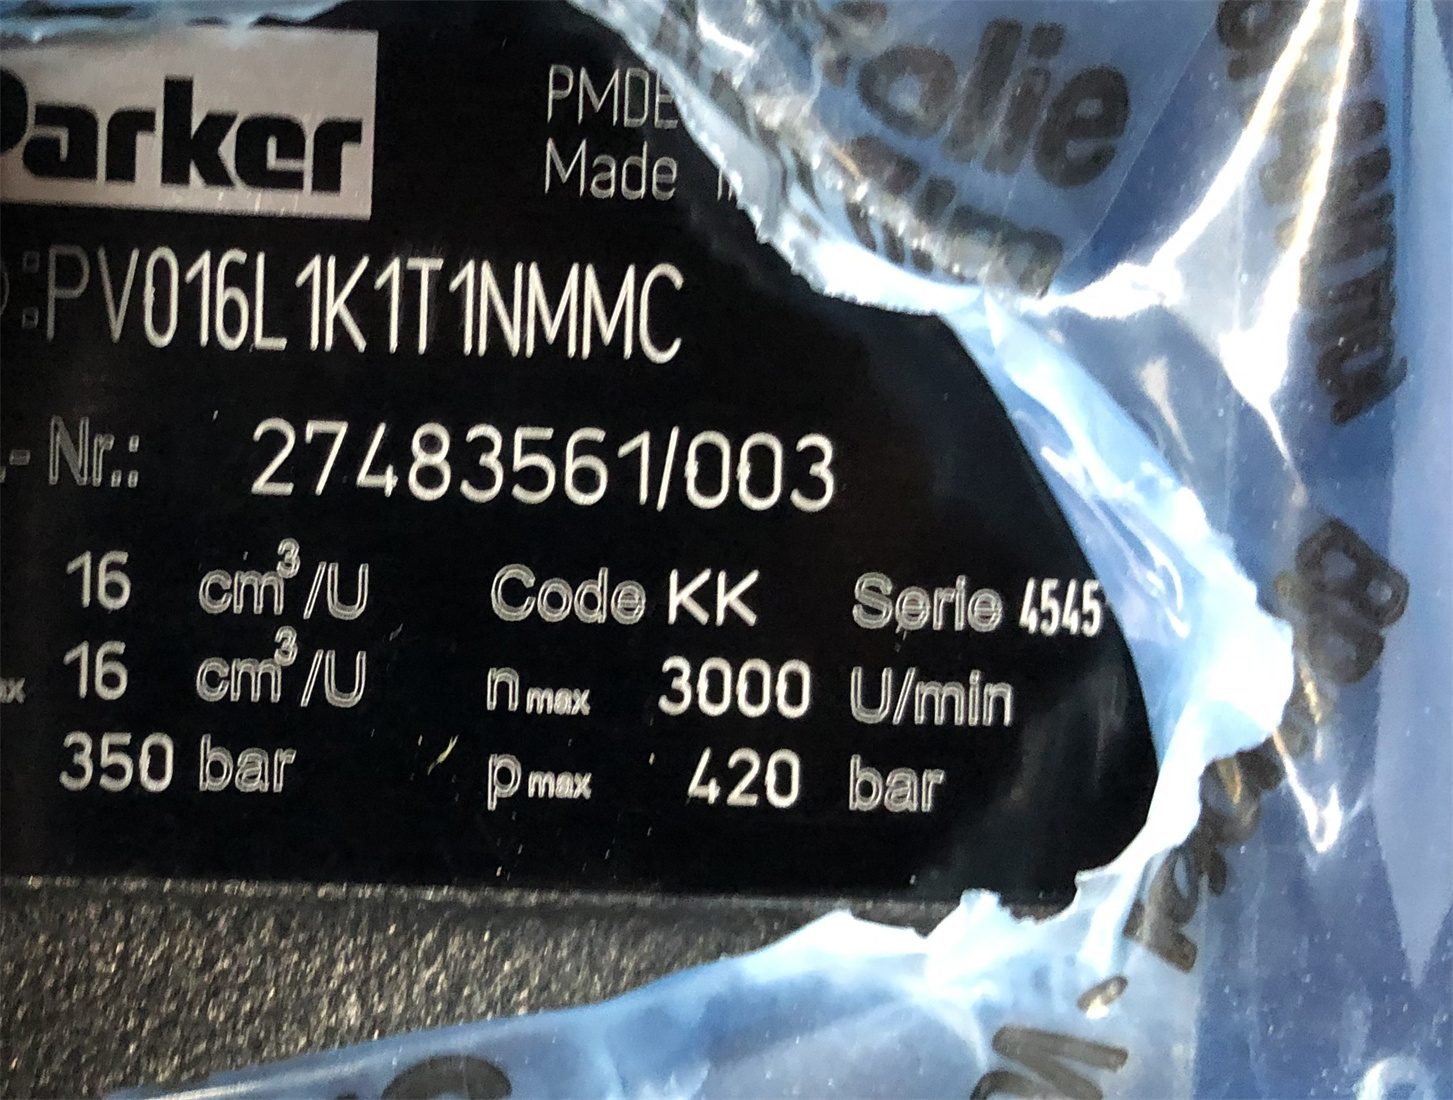 Parker
PMDE
Made
:PV016L1K1T1NMMC
- Nr.: 27483561/003
16 cm³/U Code KK Serie 4545
16 cm³/U nmax 3000 U/min
350 bar pmax 420 bar
olie